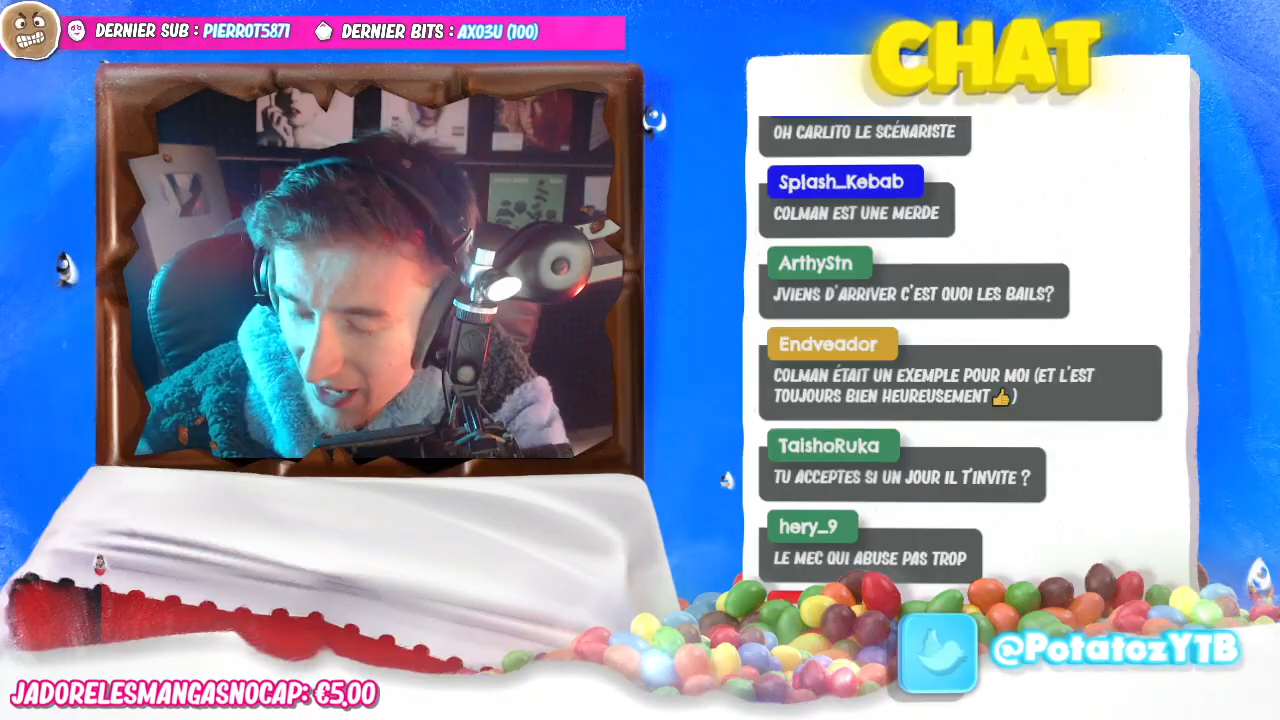 DERNIER SUB : PIERROT5871 DERNIER BITS : AXO3U (100)
CHAT
OH CARLITO LE SCÉNARISTE
Splash_Kebab
COLMAN EST UNE MERDE
ArthyStn
JVIENS D'ARRIVER C'EST QUOI LES BAILS?
Endveador
COLMAN ÉTAIT UN EXEMPLE POUR MOI (ET L'EST
TOUJOURS BIEN HEUREUSEMENT👍)
TaishoRuka
TU ACCEPTES SI UN JOUR IL T'INVITE ?
hery_9
LE MEC QUI ABUSE PAS TROP
@PotatozYTB
JADORELESMANGASNOCAP: €5,00